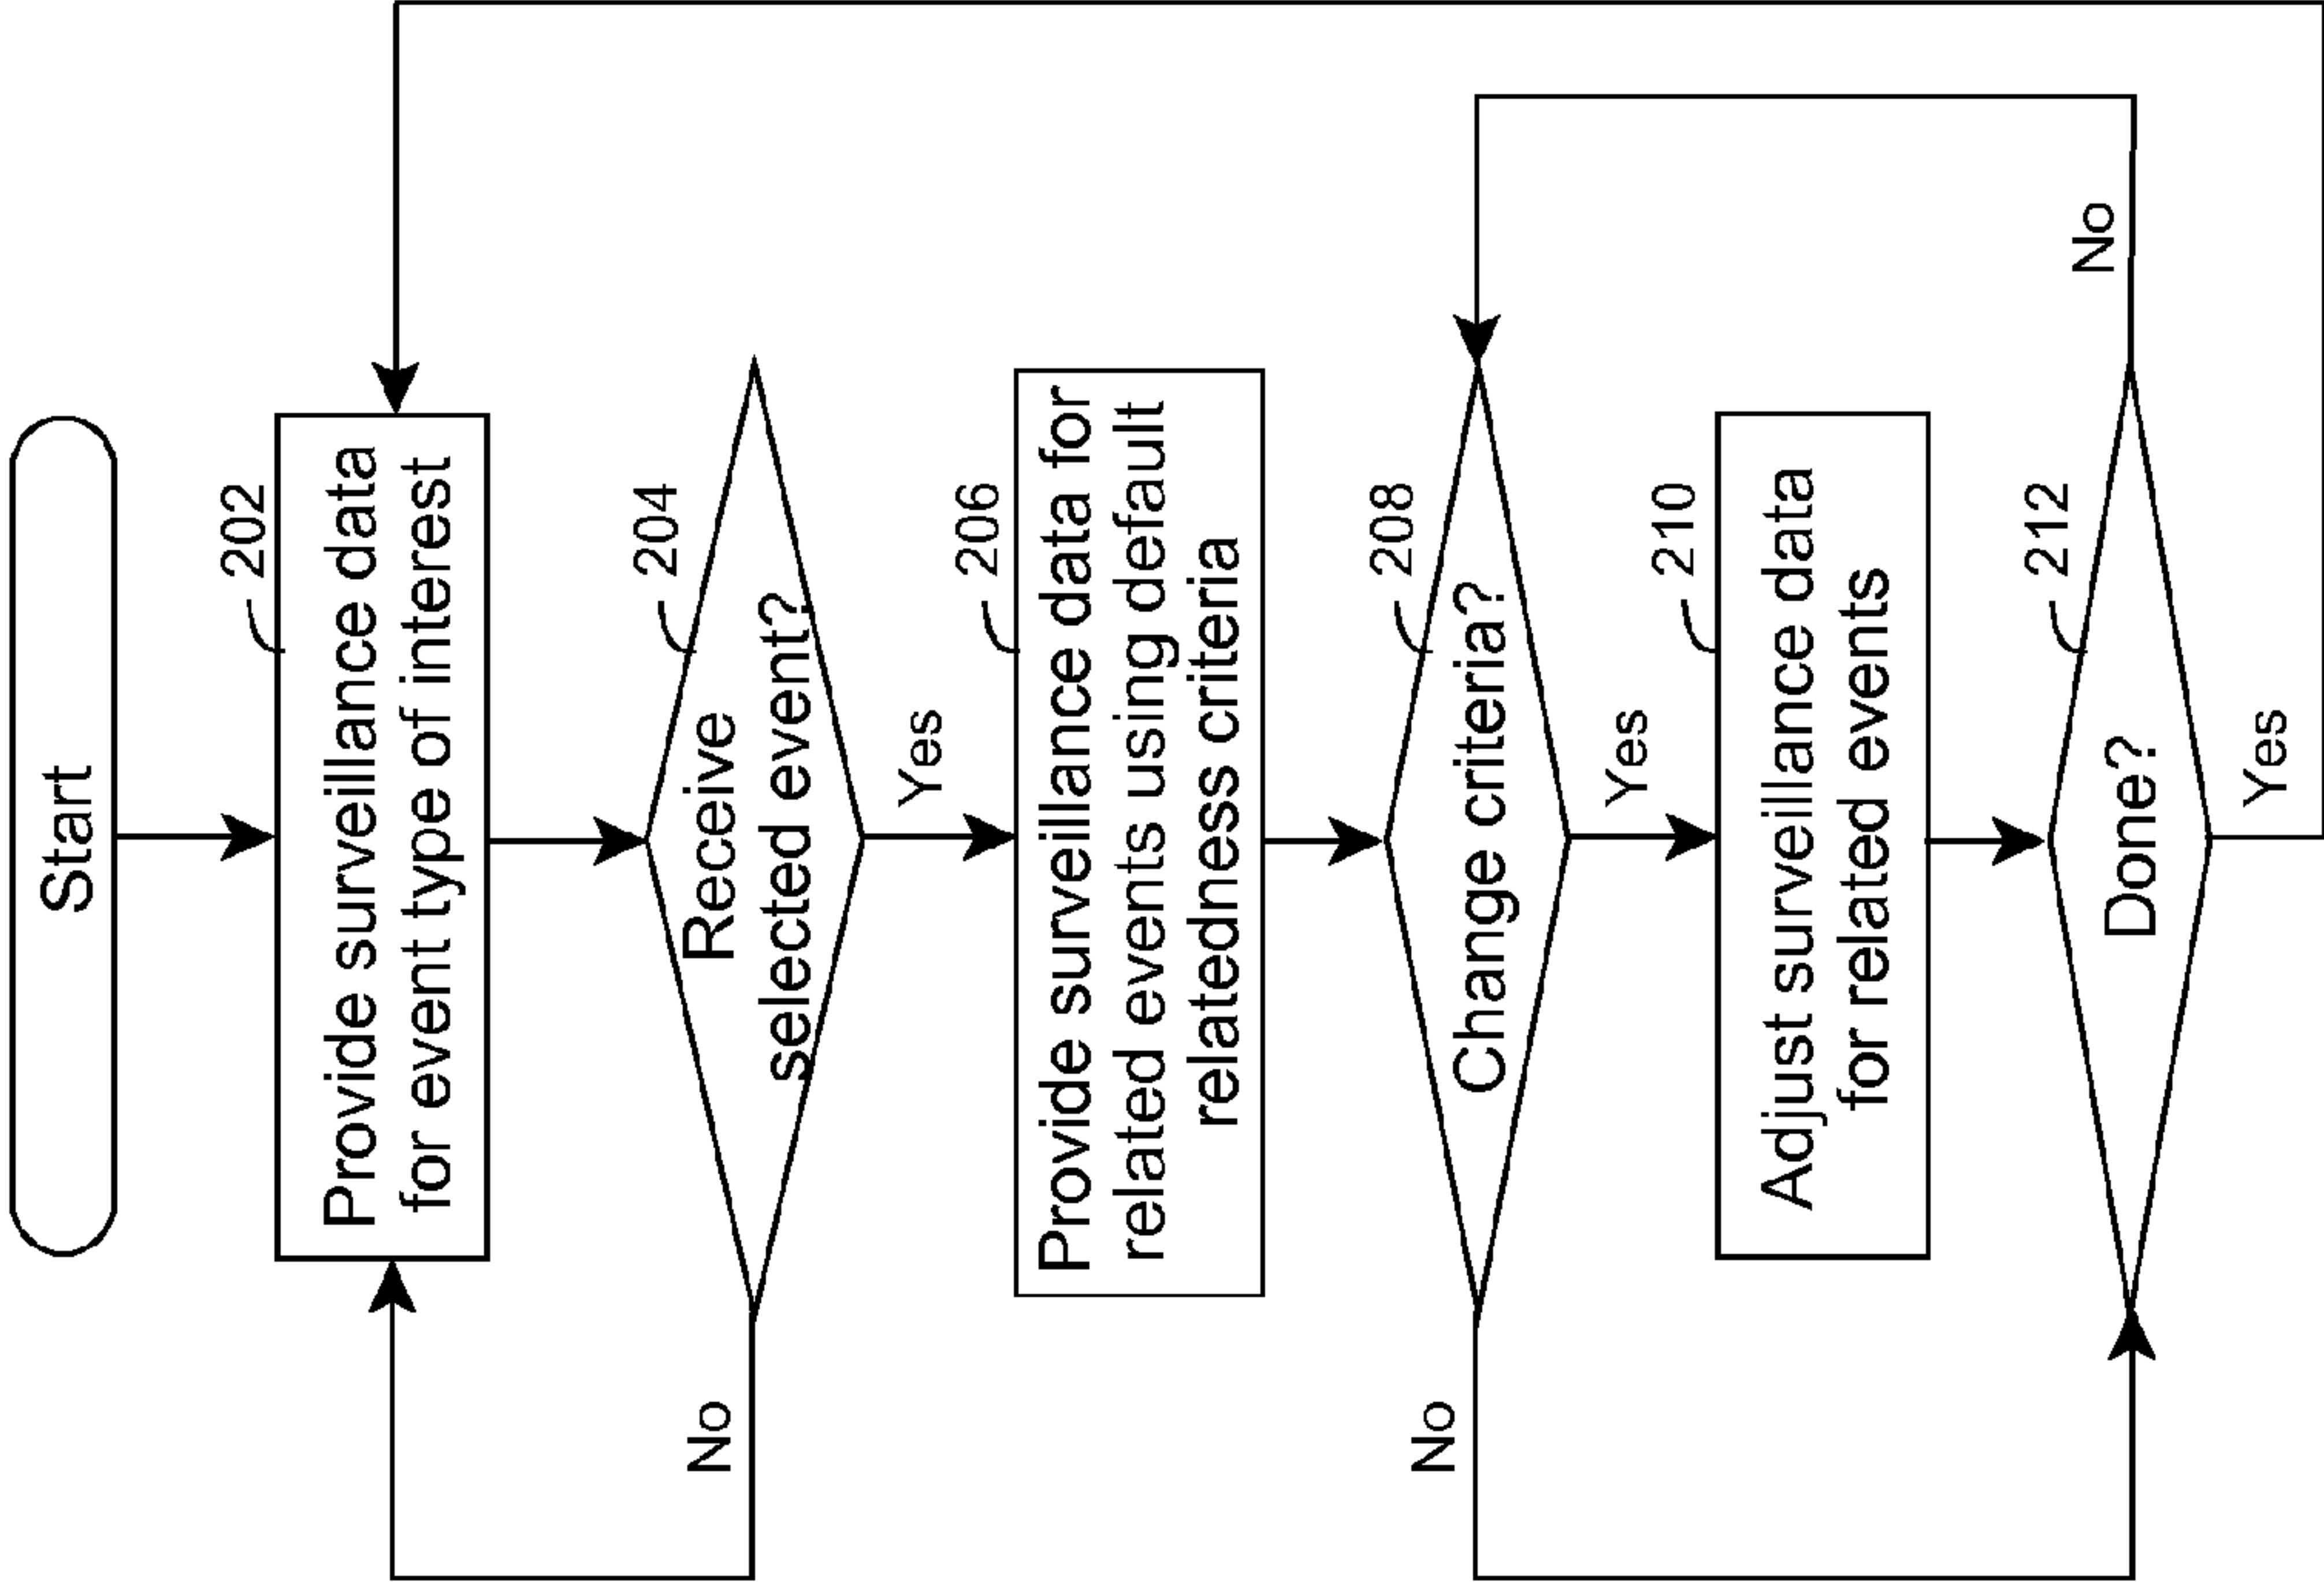 Start
202
Provide surveillance data
for event type of interest
204
Receive
selected event?
No
Yes
206
Provide surveillance data for
related events using default
relatedness criteria
208
Change criteria?
No
Yes
210
Adjust surveillance data
for related events
212
Done?
No
Yes